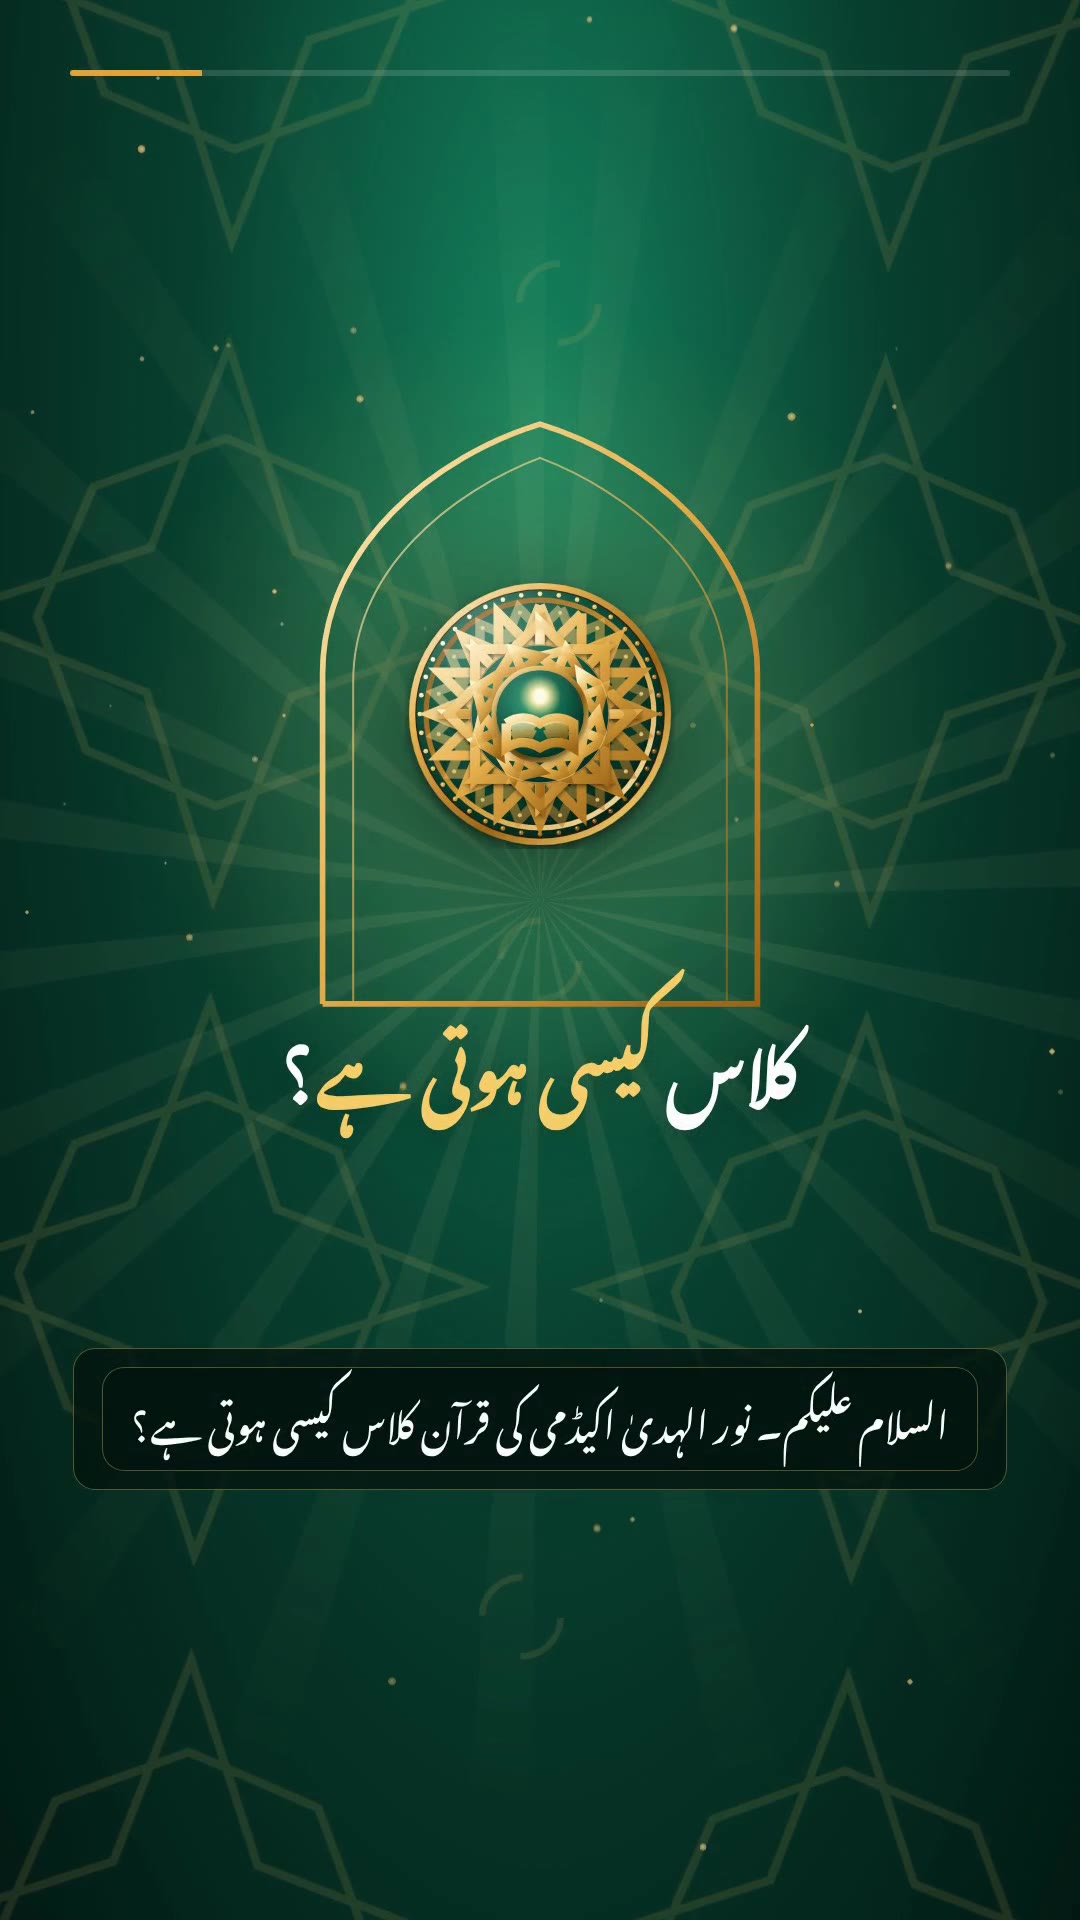 کلاس کیسی ہوتی ہے؟
السلام علیکم۔ نور الہدیٰ اکیڈمی کی قرآن کلاس کیسی ہوتی ہے؟